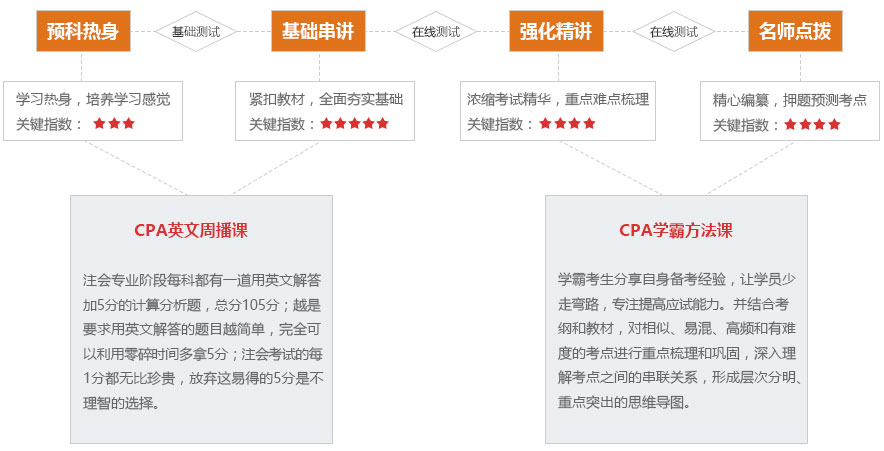 预科热身
基础测试
基础串讲
在线测试
强化精讲
在线测试
名师点拨
学习热身，培养学习感觉
关键指数：★★★
紧扣教材，全面夯实基础
关键指数：★★★★★
浓缩考试精华，重点难点梳理
关键指数：★★★★
精心编纂，押题预测考点
关键指数：★★★★
CPA英文周播课
注会专业阶段每科都有一道用英文解答
加5分的计算分析题，总分105分；越是
要求用英文解答的题目越简单，完全可
以利用零碎时间多拿5分；注会考试的每
1分都无比珍贵，放弃这易得的5分是不
理智的选择。
CPA学霸方法课
学霸考生分享自身备考经验，让学员少
走弯路，专注提高应试能力。并结合考
纲和教材，对相似、易混、高频和有难
度的考点进行重点梳理和巩固，深入理
解考点之间的串联关系，形成层次分明、
重点突出的思维导图。